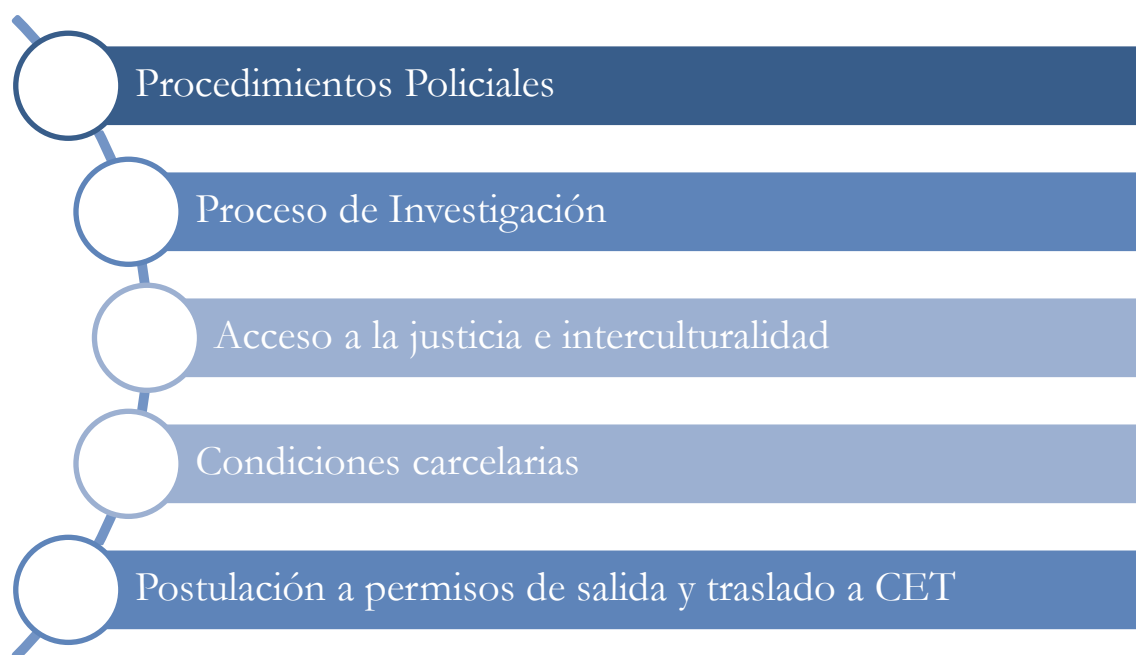 Procedimientos Policiales
Proceso de Investigación
Acceso a la justicia e interculturalidad
Condiciones carcelarias
Postulación a permisos de salida y traslado a CET